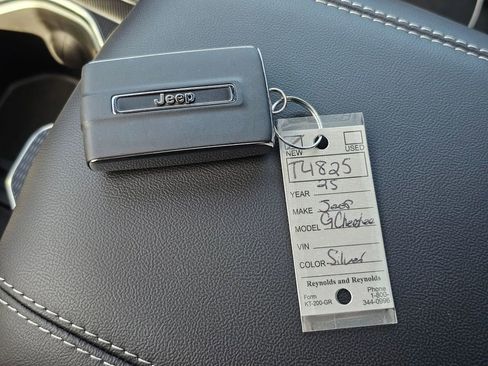 Jeep
NEW USED
T4825
YEAR 25
MAKE Jeep
MODEL G Cherokee
VIN
COLOR Silver
Reynolds and Reynolds
Form
KT-200-GR
Phone
1-800-
344-0996